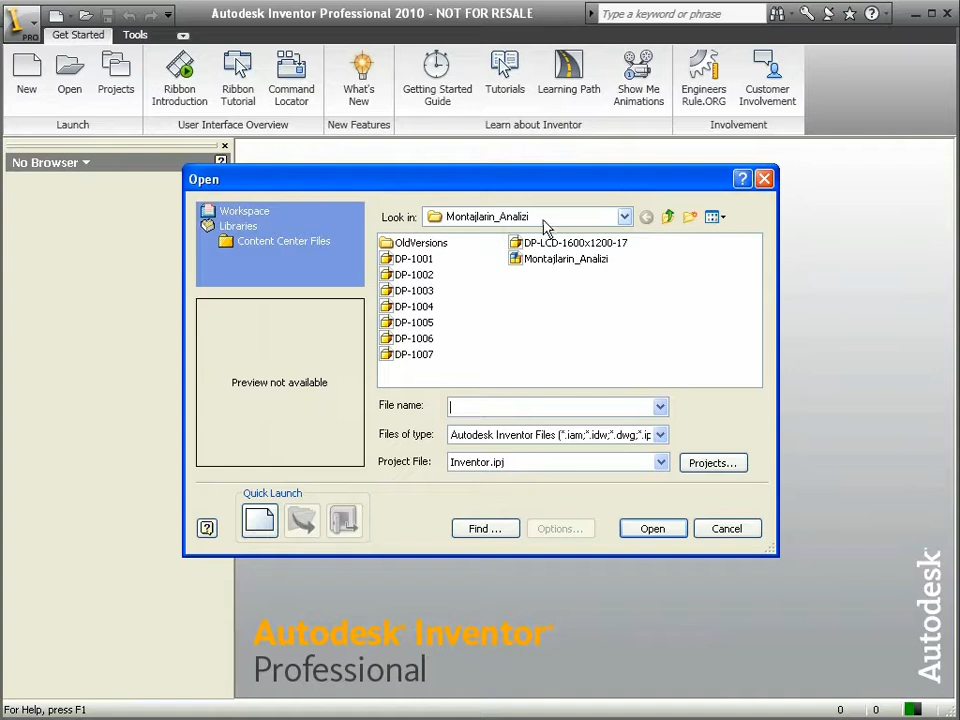 Autodesk Inventor Professional 2010 - NOT FOR RESALE
Type a keyword or phrase
PRO
Get Started
Tools
New
Open
Projects
Ribbon Introduction
Ribbon Tutorial
Command Locator
What's New
Getting Started Guide
Tutorials
Learning Path
Show Me Animations
Engineers Rule.ORG
Customer Involvement
Launch
User Interface Overview
New Features
Learn about Inventor
Involvement
No Browser
Open
Workspace
Libraries
Content Center Files
Look in:
Montajlarin_Analizi
OldVersions
DP-1001
DP-1002
DP-1003
DP-1004
DP-1005
DP-1006
DP-1007
DP-LCD-1600x1200-17
Montajlarin_Analizi
Preview not available
File name:
Files of type:
Autodesk Inventor Files (*.iam;*.idw;*.dwg;*.ip
Project File:
Inventor.ipj
Projects...
Quick Launch
Find ...
Options...
Open
Cancel
Autodesk® Inventor®
Professional
Autodesk®
For Help, press F1
0
0